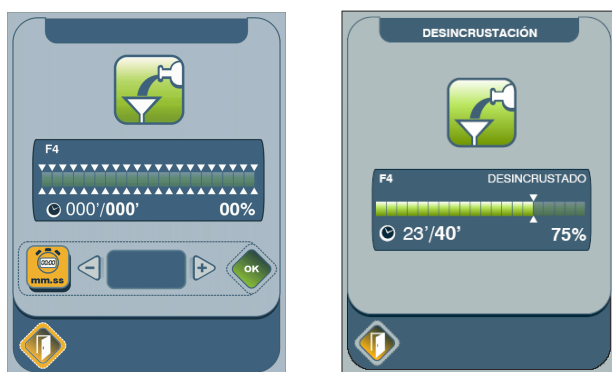 F4
000'/000' 00%
00:00
mm.ss
OK
DESINCRUSTACIÓN
F4 DESINCRUSTADO
23'/40' 75%